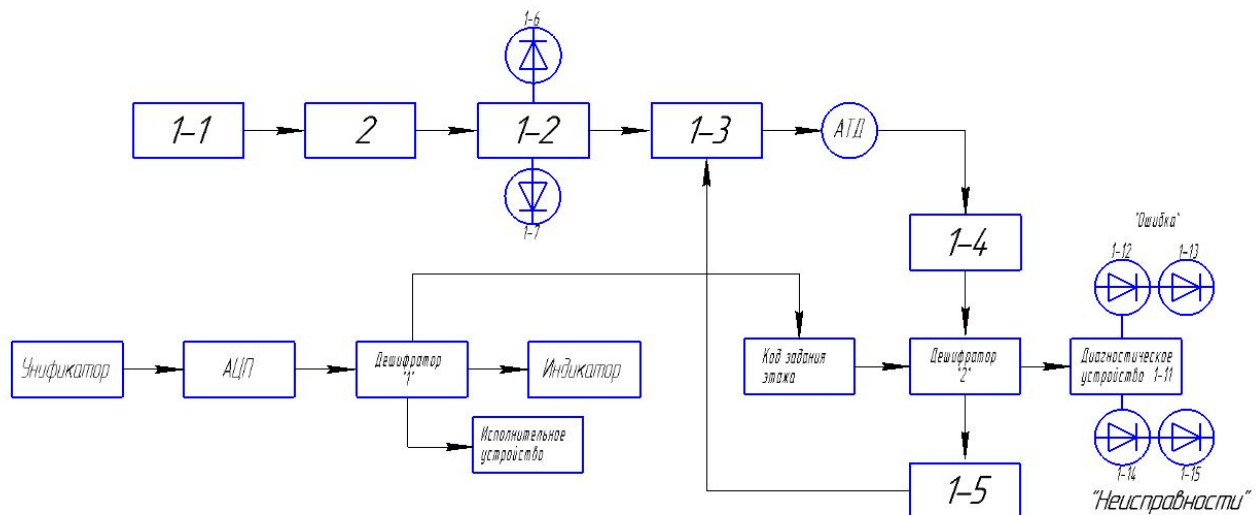 1-6
1-1
2
1-2
1-3
АТД
1-7
1-4
"Ошибка"
1-12
1-13
Унификатор
АЦП
Дешифратор
"1"
Индикатор
Исполнительное
устройство
Код задания
этажа
Дешифратор
"2"
Диагностическое
устройство 1-11
1-14
1-15
1-5
"Неисправности"